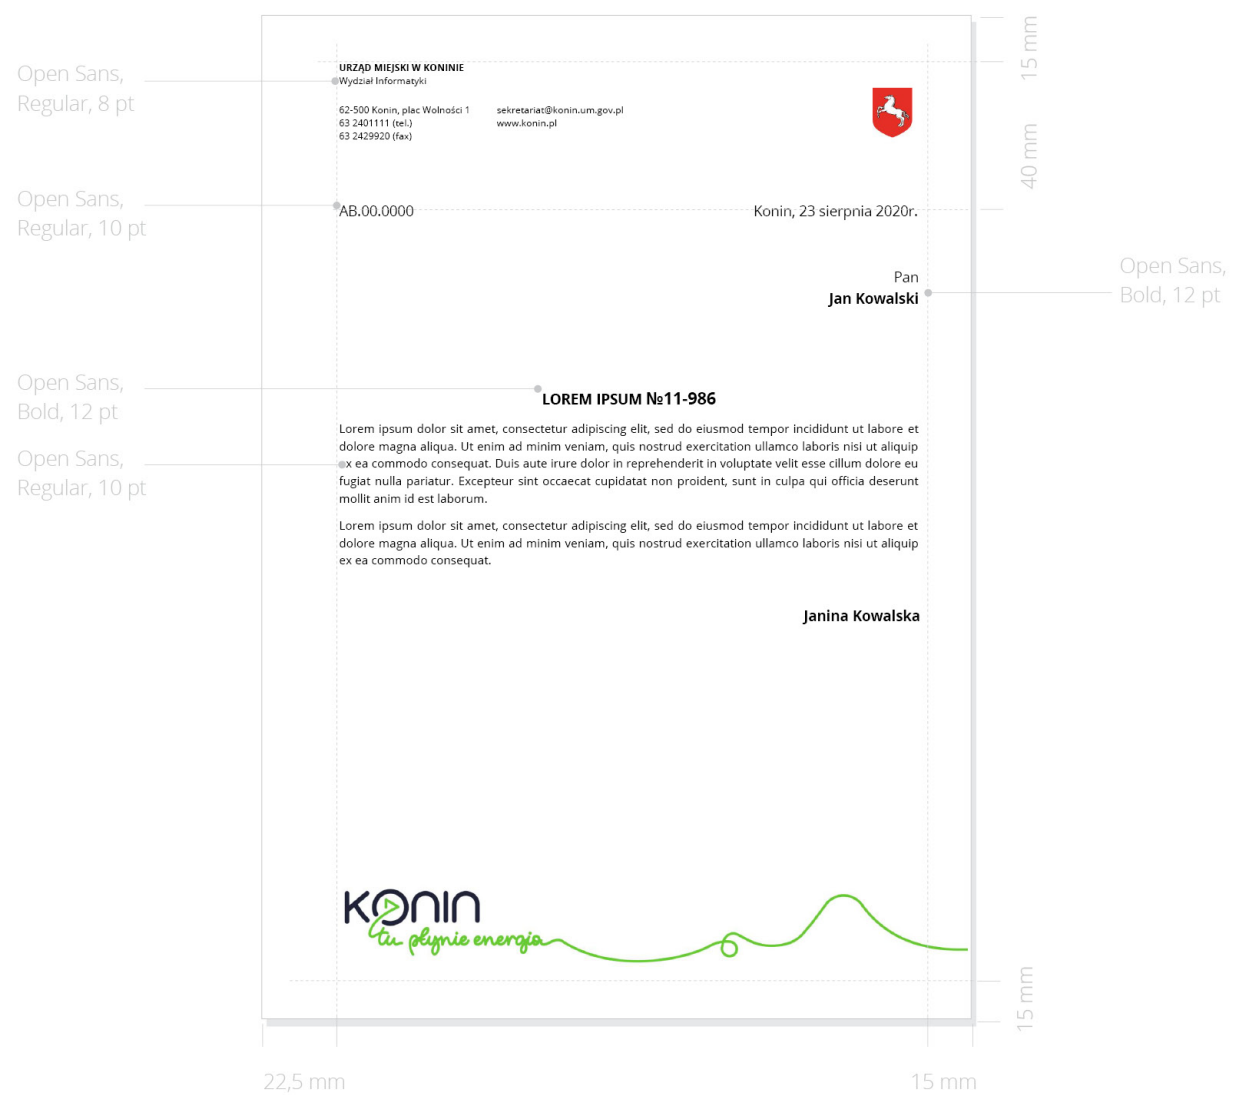 15 mm
Open Sans,
Regular, 8 pt
URZĄD MIEJSKI W KONINIE
Wydział Informatyki
62-500 Konin, plac Wolności 1
63 2401111 (tel.)
63 2429920 (fax)
sekretariat@konin.um.gov.pl
www.konin.pl
40 mm
Open Sans,
Regular, 10 pt
AB.00.0000
Konin, 23 sierpnia 2020r.
Pan
Jan Kowalski
Open Sans,
Bold, 12 pt
Open Sans,
Bold, 12 pt
LOREM IPSUM №11-986
Open Sans,
Regular, 10 pt
Lorem ipsum dolor sit amet, consectetur adipiscing elit, sed do eiusmod tempor incididunt ut labore et
dolore magna aliqua. Ut enim ad minim veniam, quis nostrud exercitation ullamco laboris nisi ut aliquip
ex ea commodo consequat. Duis aute irure dolor in reprehenderit in voluptate velit esse cillum dolore eu
fugiat nulla pariatur. Excepteur sint occaecat cupidatat non proident, sunt in culpa qui officia deserunt
mollit anim id est laborum.
Lorem ipsum dolor sit amet, consectetur adipiscing elit, sed do eiusmod tempor incididunt ut labore et
dolore magna aliqua. Ut enim ad minim veniam, quis nostrud exercitation ullamco laboris nisi ut aliquip
ex ea commodo consequat.
Janina Kowalska
KONIN
tu płynie energia
15 mm
22,5 mm
15 mm